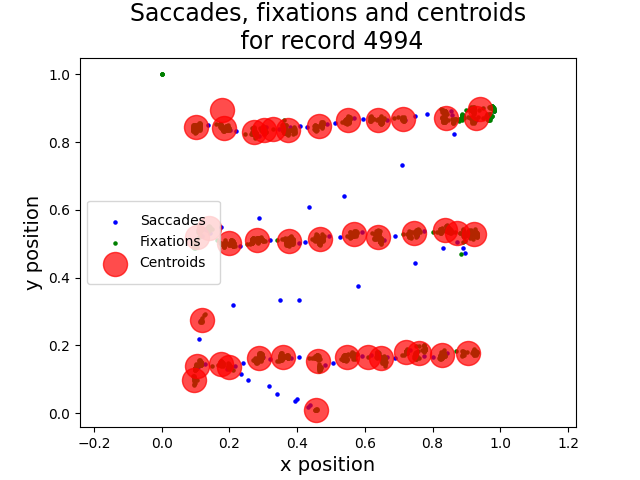 Saccades, fixations and centroids
for record 4994
1.0
0.8
0.6
0.4
0.2
0.0
y position
Saccades
Fixations
Centroids
−0.2 0.0 0.2 0.4 0.6 0.8 1.0 1.2
x position